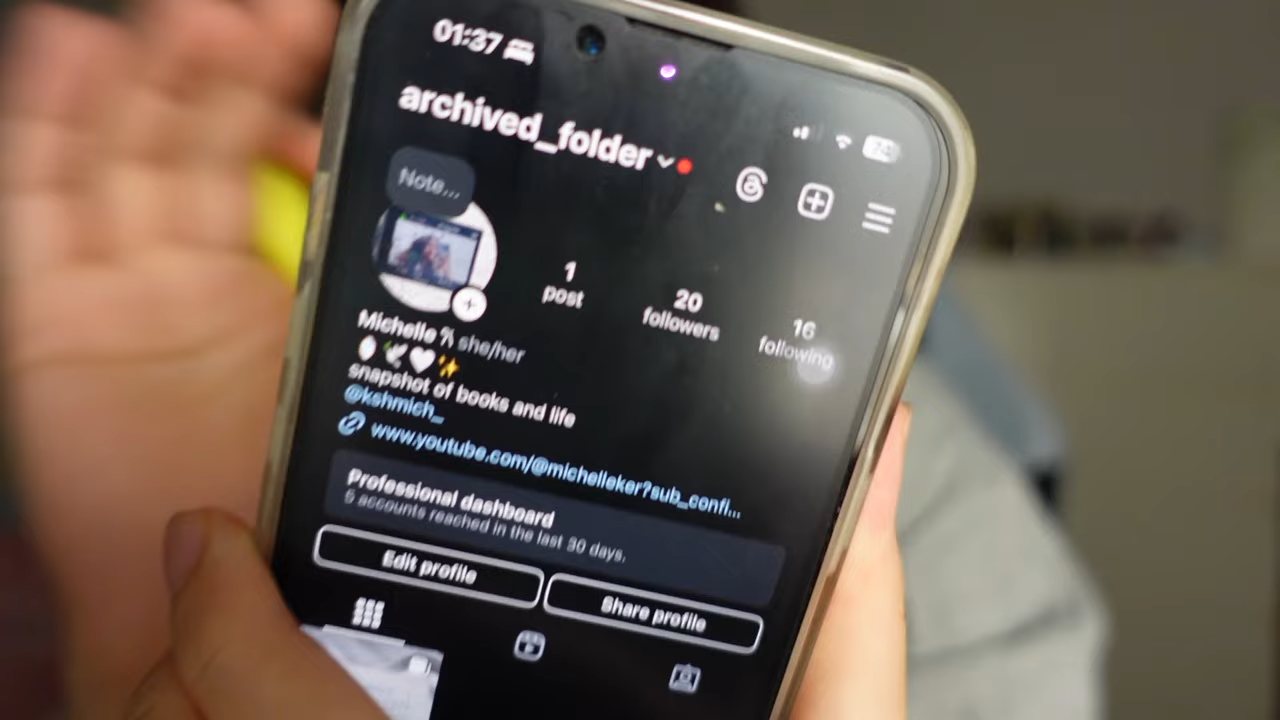 01:37
archived_folder
Note...
1
post
20
followers
16
following
Michelle she/her
snapshot of books and life
@kshmich_
www.youtube.com/@michelleker?sub_confi...
Professional dashboard
5 accounts reached in the last 30 days.
Edit profile
Share profile